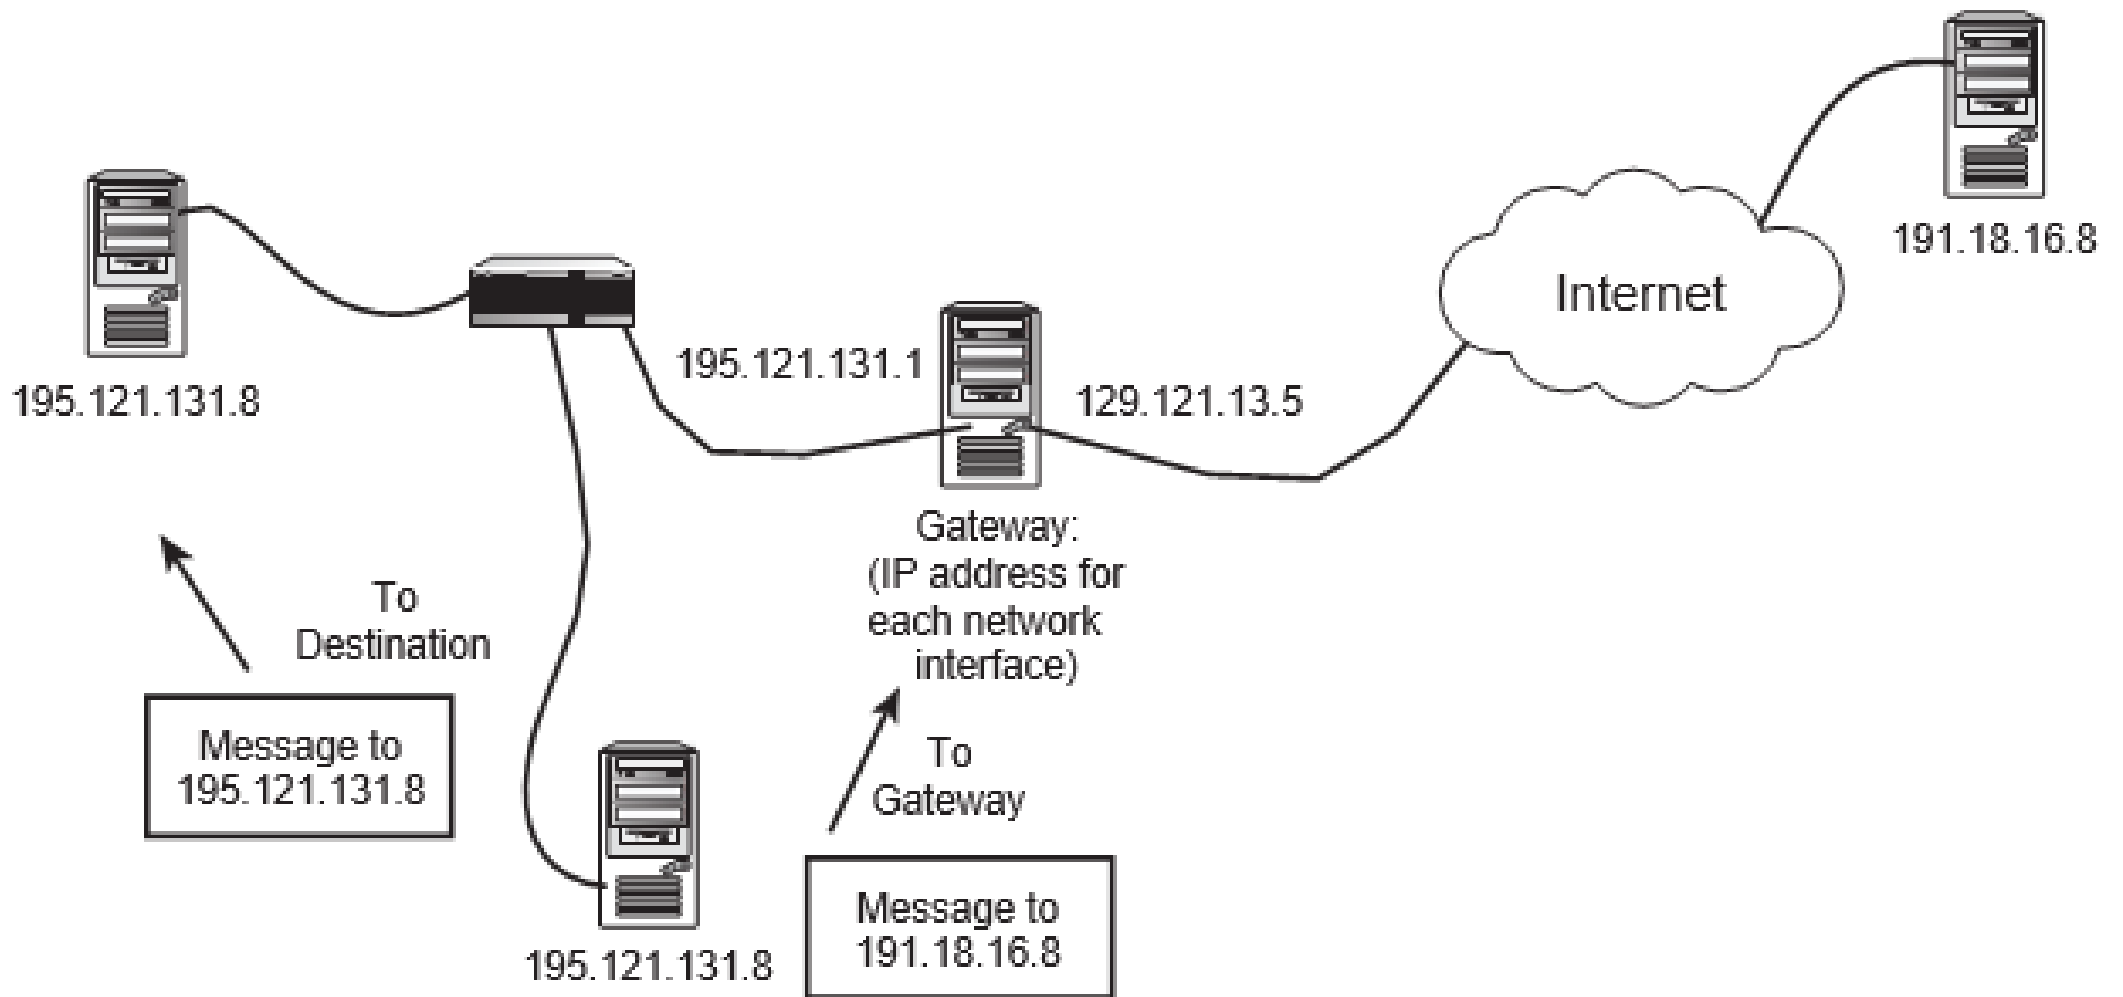 191.18.16.8
Internet
195.121.131.8
195.121.131.1
129.121.13.5
Gateway:
(IP address for
each network
interface)
To
Destination
Message to
195.121.131.8
To
Gateway
195.121.131.8
Message to
191.18.16.8